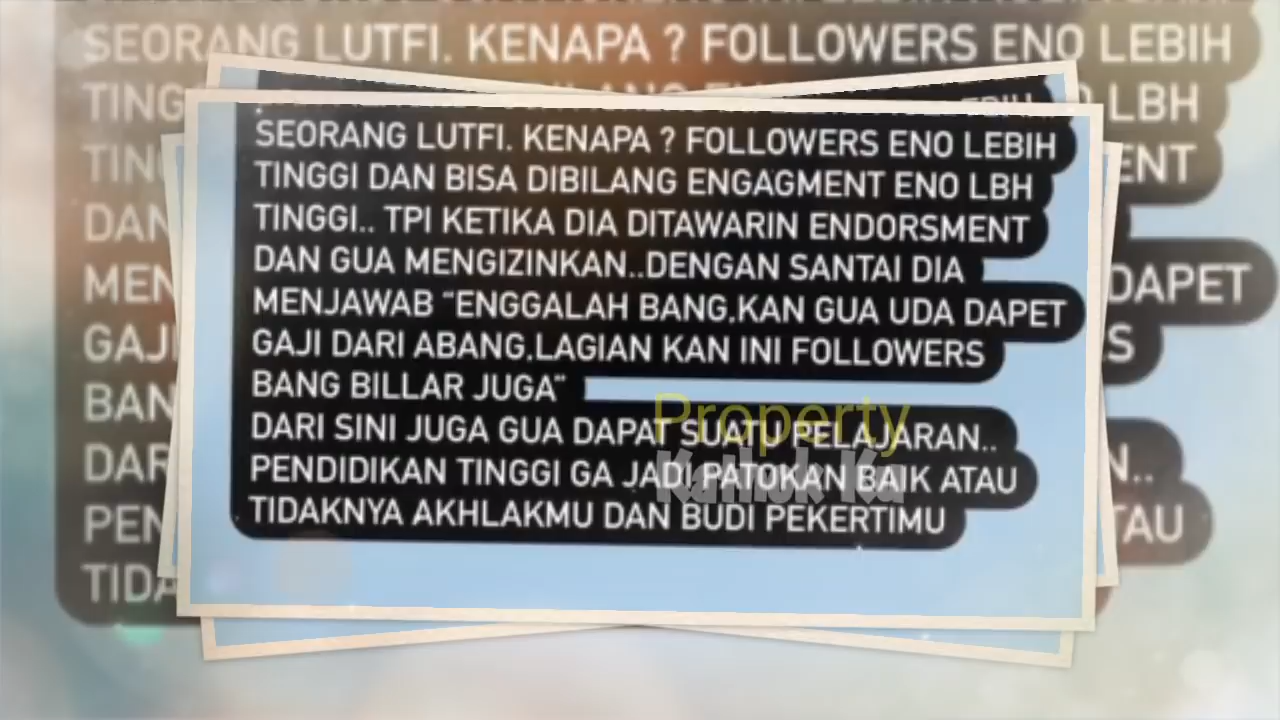 SEORANG LUTFI. KENAPA ? FOLLOWERS ENO LEBIH
TINGGI DAN BISA DIBILANG ENGAGMENT ENO LBH
TINGGI.. TPI KETIKA DIA DITAWARIN ENDORSMENT
DAN GUA MENGIZINKAN..DENGAN SANTAI DIA
MENJAWAB "ENGGALAH BANG,KAN GUA UDA DAPET
GAJI DARI ABANG,LAGIAN KAN INI FOLLOWERS
BANG BILLAR JUGA"
DARI SINI JUGA GUA DAPAT SUATU PELAJARAN..
PENDIDIKAN TINGGI GA JADI PATOKAN BAIK ATAU
TIDAKNYA AKHLAKMU DAN BUDI PEKERTIMU
Property